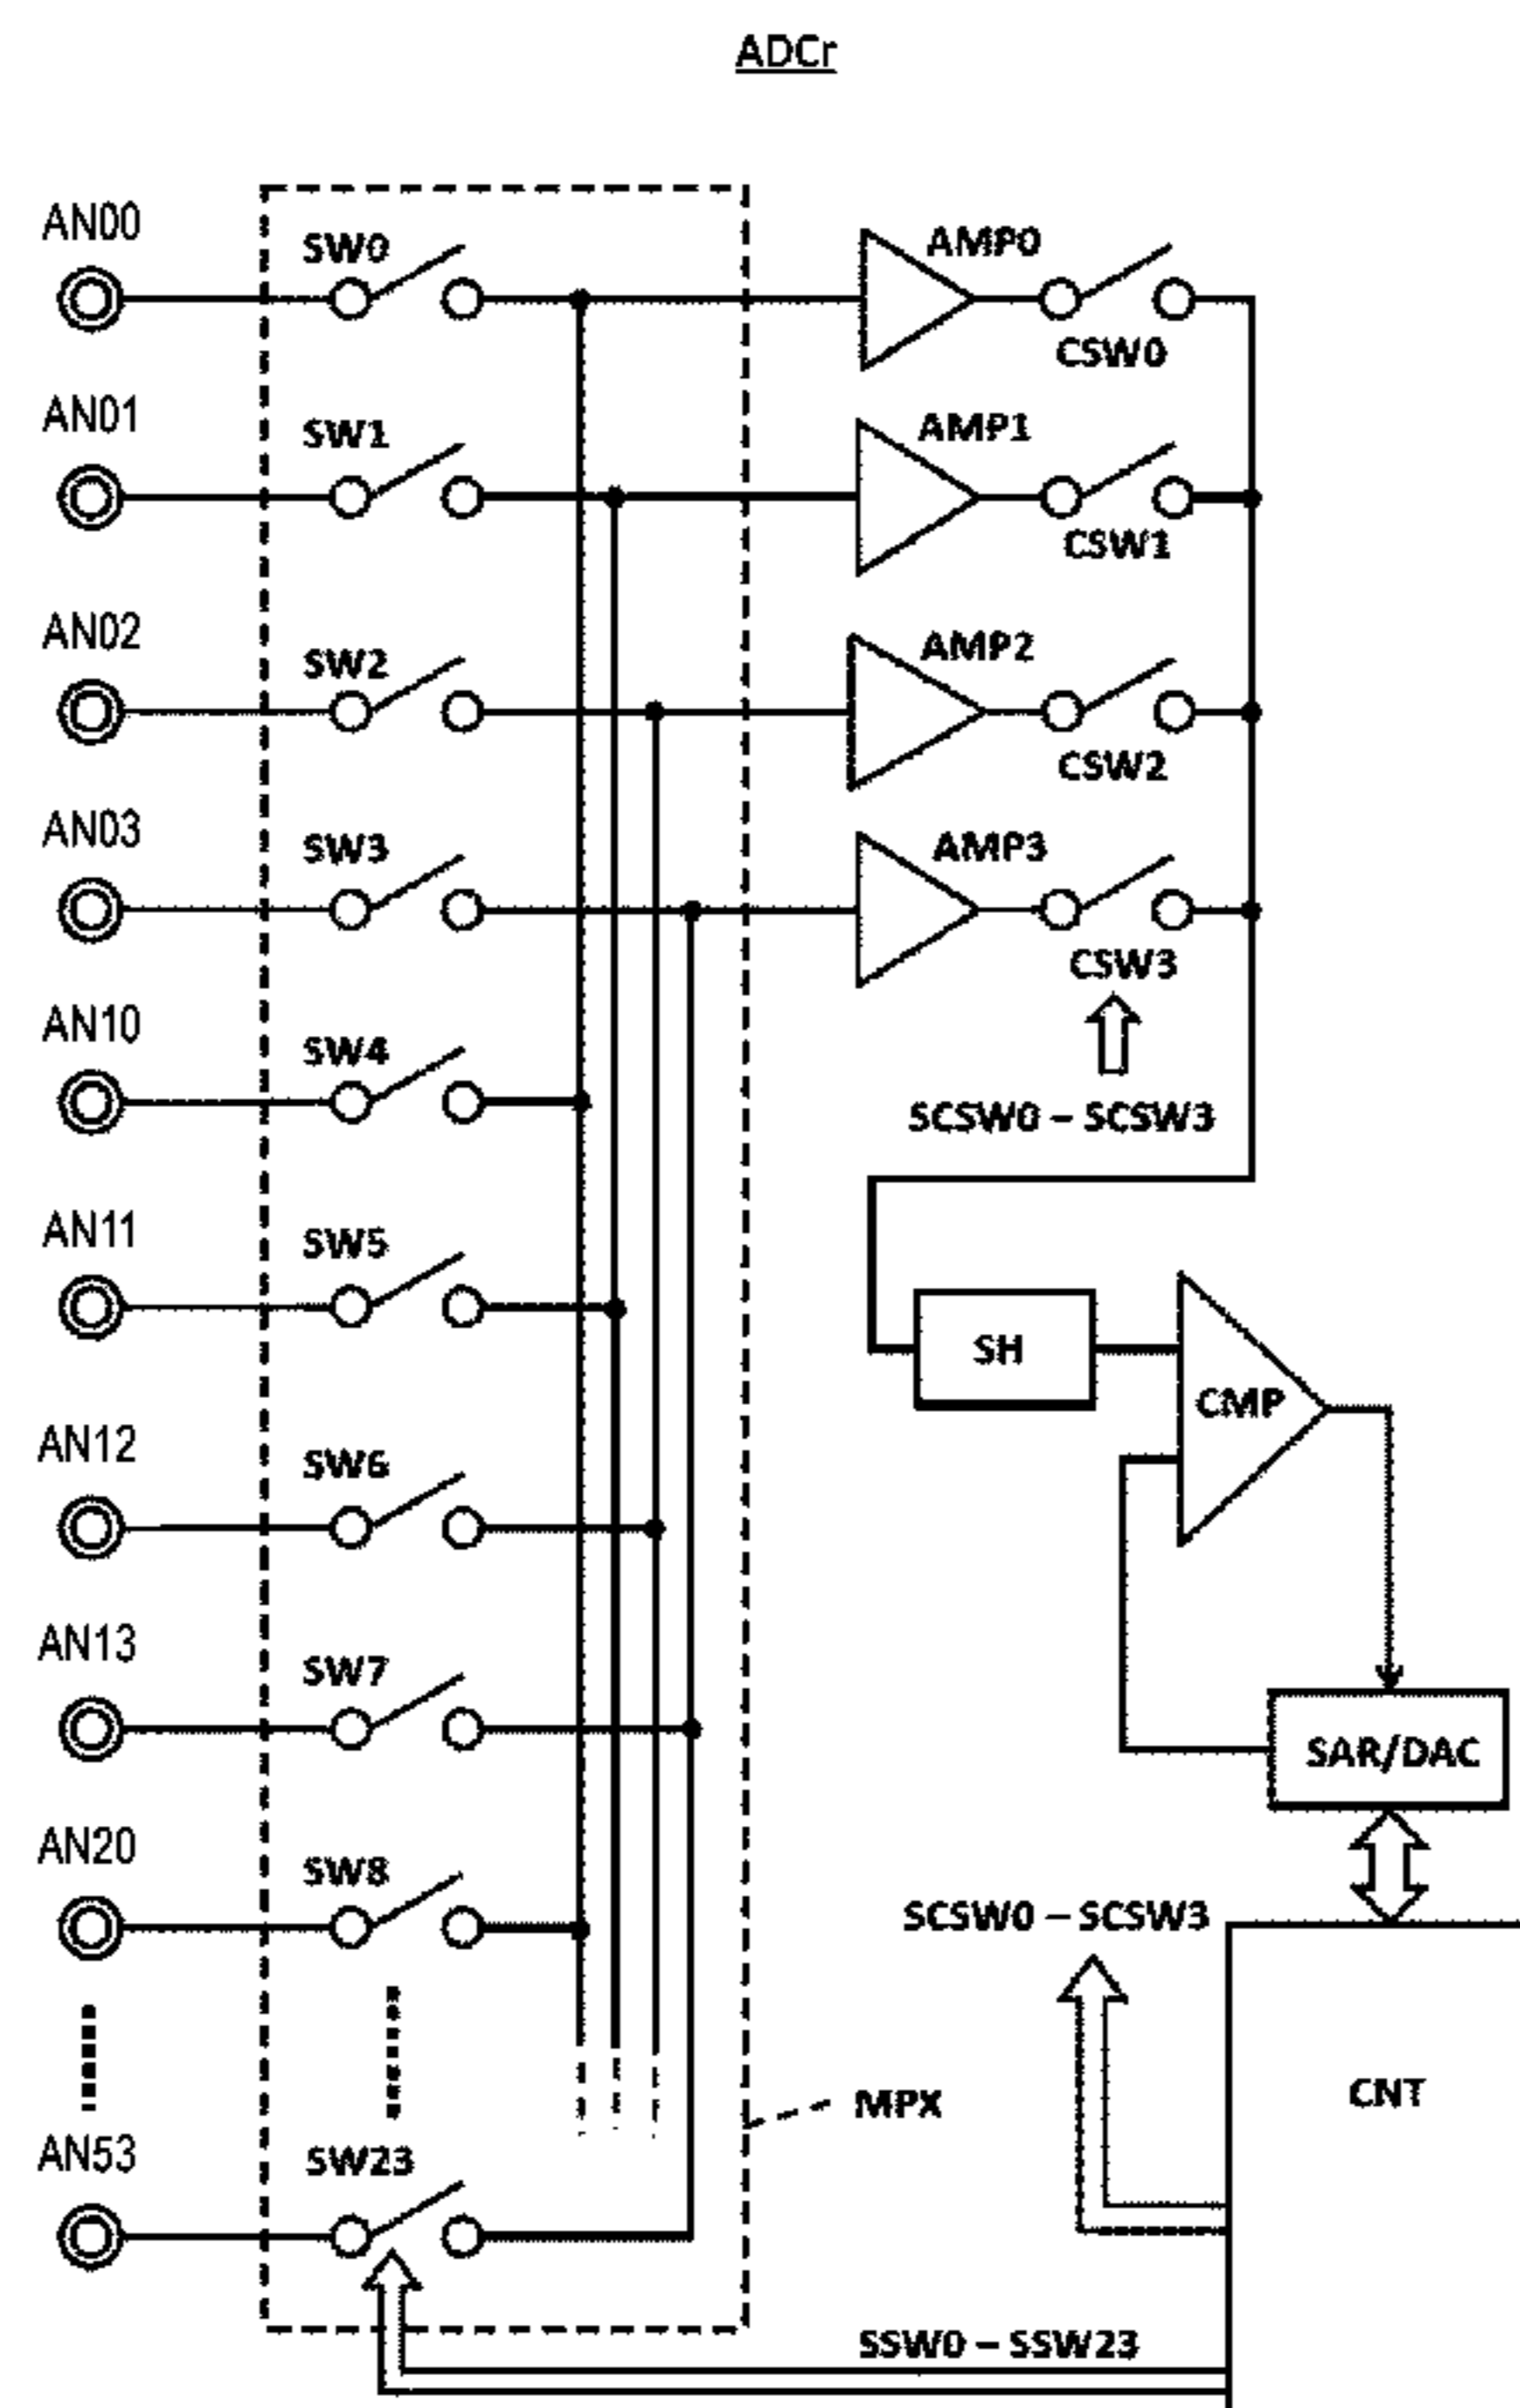 ADCr
AN00
SW0
AMP0
CSW0
AN01
SW1
AMP1
CSW1
AN02
SW2
AMP2
CSW2
AN03
SW3
AMP3
CSW3
AN10
SW4
SCSW0 – SCSW3
AN11
SW5
SH
CMP
AN12
SW6
AN13
SW7
SAR/DAC
AN20
SW8
SCSW0 – SCSW3
MPX
CNT
AN53
SW23
SSW0 – SSW23